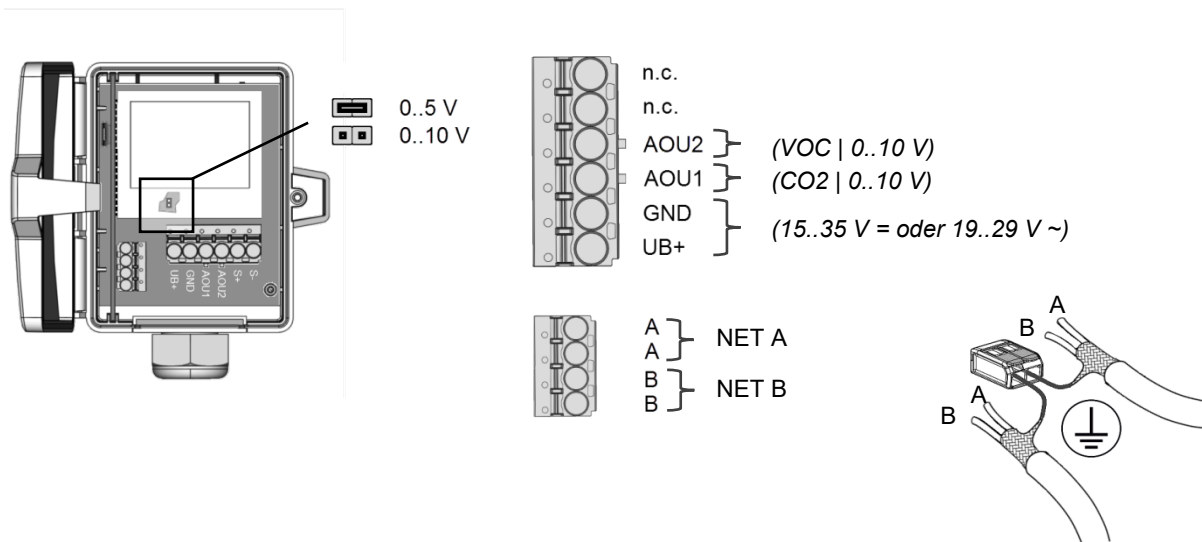 0..5 V
0..10 V
UB+
GND
AOU1
AOU2
S+
S-
n.c.
n.c.
AOU2 (VOC | 0..10 V)
AOU1 (CO2 | 0..10 V)
GND
UB+
(15..35 V = oder 19..29 V ~)
A
A
NET A
B
B
NET B
A
B
A
B